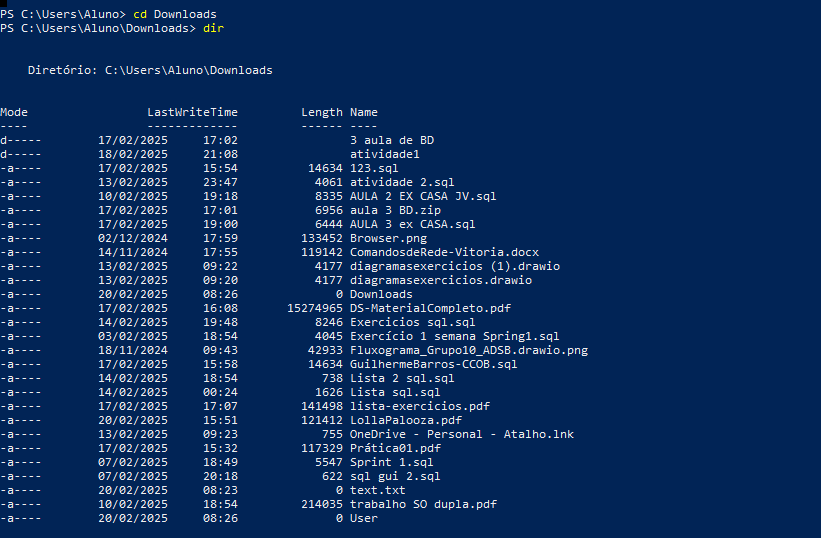 PS C:\Users\Aluno> cd Downloads
PS C:\Users\Aluno\Downloads> dir
Diretório: C:\Users\Aluno\Downloads
Mode LastWriteTime Length Name
---- ------------- ------ ----
d----- 17/02/2025 17:02 3 aula de BD
d----- 18/02/2025 21:08 atividade1
-a---- 17/02/2025 15:54 14634 123.sql
-a---- 13/02/2025 23:47 4061 atividade 2.sql
-a---- 10/02/2025 19:18 8335 AULA 2 EX CASA JV.sql
-a---- 17/02/2025 17:01 6956 aula 3 BD.zip
-a---- 17/02/2025 19:00 6444 AULA 3 ex CASA.sql
-a---- 02/12/2024 17:59 133452 Browser.png
-a---- 14/11/2024 17:55 119142 ComandosdeRede-Vitoria.docx
-a---- 13/02/2025 09:22 4177 diagramasexercicios (1).drawio
-a---- 13/02/2025 09:20 4177 diagramasexercicios.drawio
-a---- 20/02/2025 08:26 0 Downloads
-a---- 17/02/2025 16:08 15274965 DS-MaterialCompleto.pdf
-a---- 14/02/2025 19:48 8246 Exercicios sql.sql
-a---- 03/02/2025 18:54 4045 Exercício 1 semana Spring1.sql
-a---- 18/11/2024 09:43 42933 Fluxograma_Grupo10_ADSB.drawio.png
-a---- 17/02/2025 15:58 14634 GuilhermeBarros-CCOB.sql
-a---- 14/02/2025 18:54 738 Lista 2 sql.sql
-a---- 14/02/2025 00:24 1626 Lista sql.sql
-a---- 17/02/2025 17:07 141498 lista-exercicios.pdf
-a---- 20/02/2025 15:51 121412 LollaPalooza.pdf
-a---- 13/02/2025 09:23 755 OneDrive - Personal - Atalho.lnk
-a---- 17/02/2025 15:32 117329 Prática01.pdf
-a---- 07/02/2025 18:49 5547 Sprint 1.sql
-a---- 07/02/2025 20:18 622 sql gui 2.sql
-a---- 20/02/2025 08:23 0 text.txt
-a---- 10/02/2025 18:54 214035 trabalho SO dupla.pdf
-a---- 20/02/2025 08:26 0 User